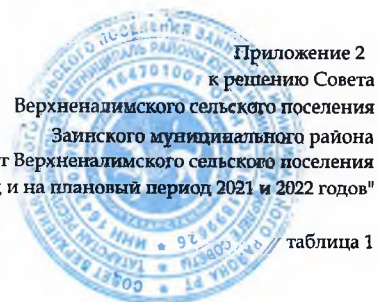 Приложение 2
к решению Совета
Верхненалимского сельского поселения
Заинского муниципального района
т Верхненалимского сельского поселения
и на плановый период 2021 и 2022 годов"
таблица 1